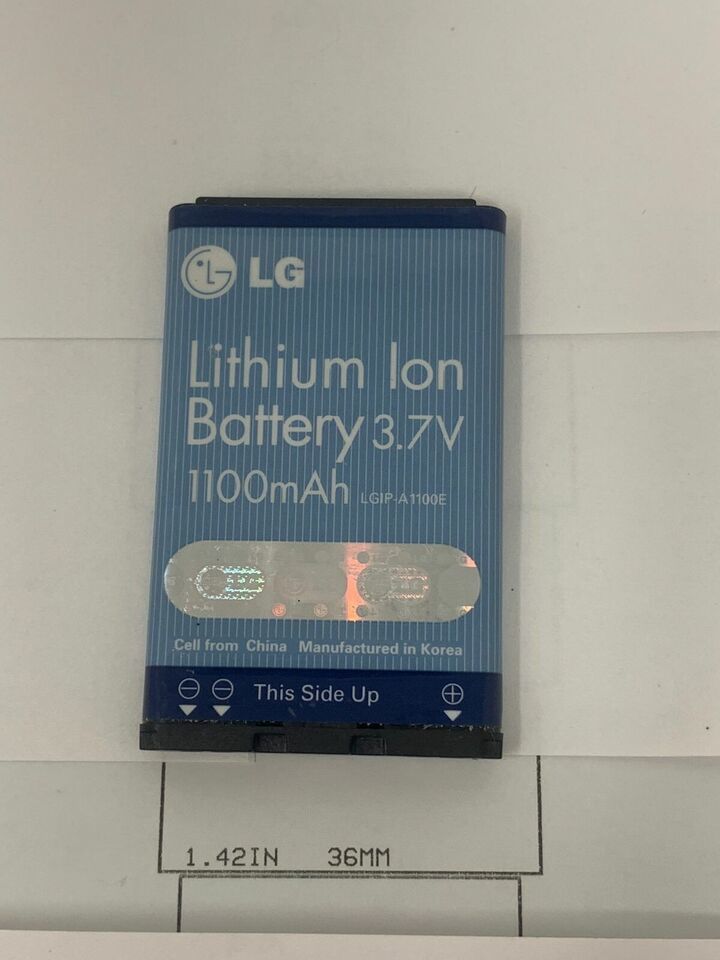 LG
Lithium Ion
Battery 3.7V
1100mAh LGIP-A1100E
Cell from China Manufactured in Korea
This Side Up
1.42IN 36MM